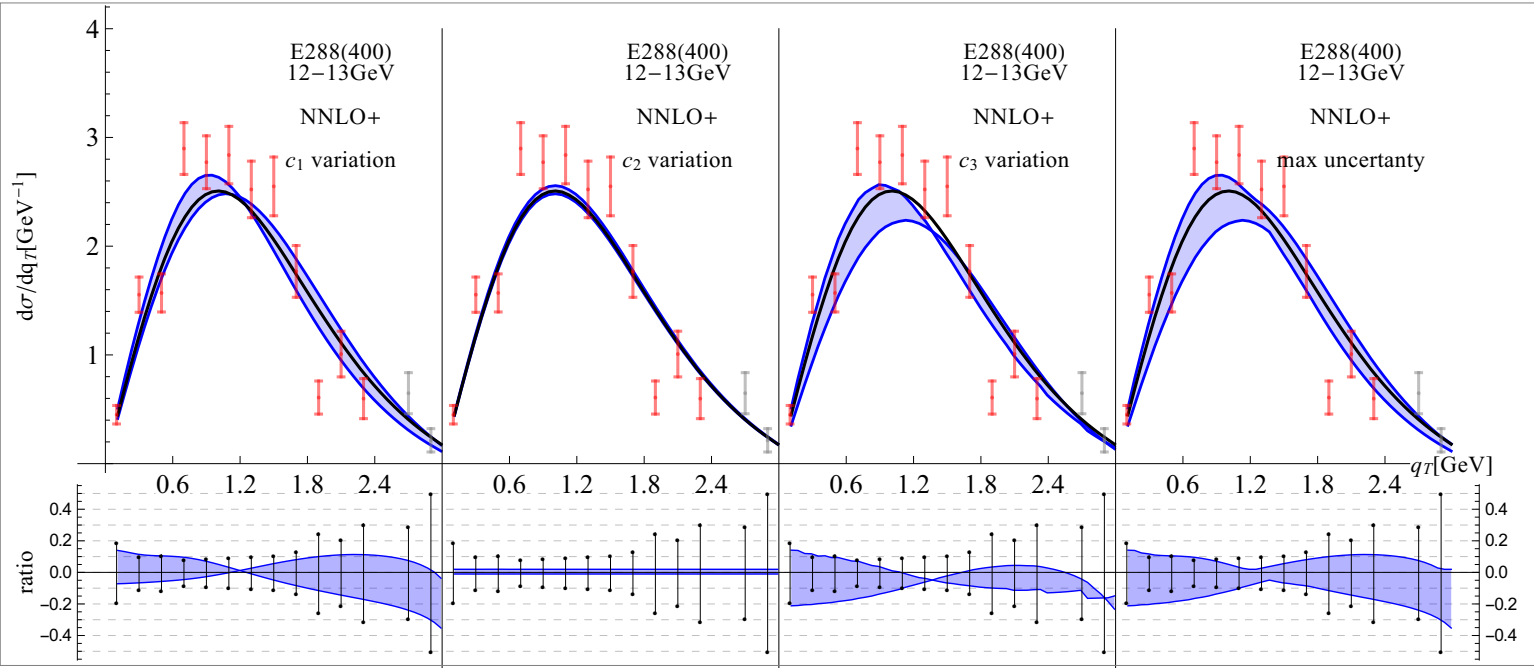 4
3
2
1
dσ/dq_T[GeV⁻¹]
E288(400)
12−13GeV
NNLO+
c₁ variation
E288(400)
12−13GeV
NNLO+
c₂ variation
E288(400)
12−13GeV
NNLO+
c₃ variation
E288(400)
12−13GeV
NNLO+
max uncertanty
q_T[GeV]
0.6 1.2 1.8 2.4
0.6 1.2 1.8 2.4
0.6 1.2 1.8 2.4
0.6 1.2 1.8 2.4
ratio
0.4
0.2
0.0
−0.2
−0.4
0.4
0.2
0.0
−0.2
−0.4